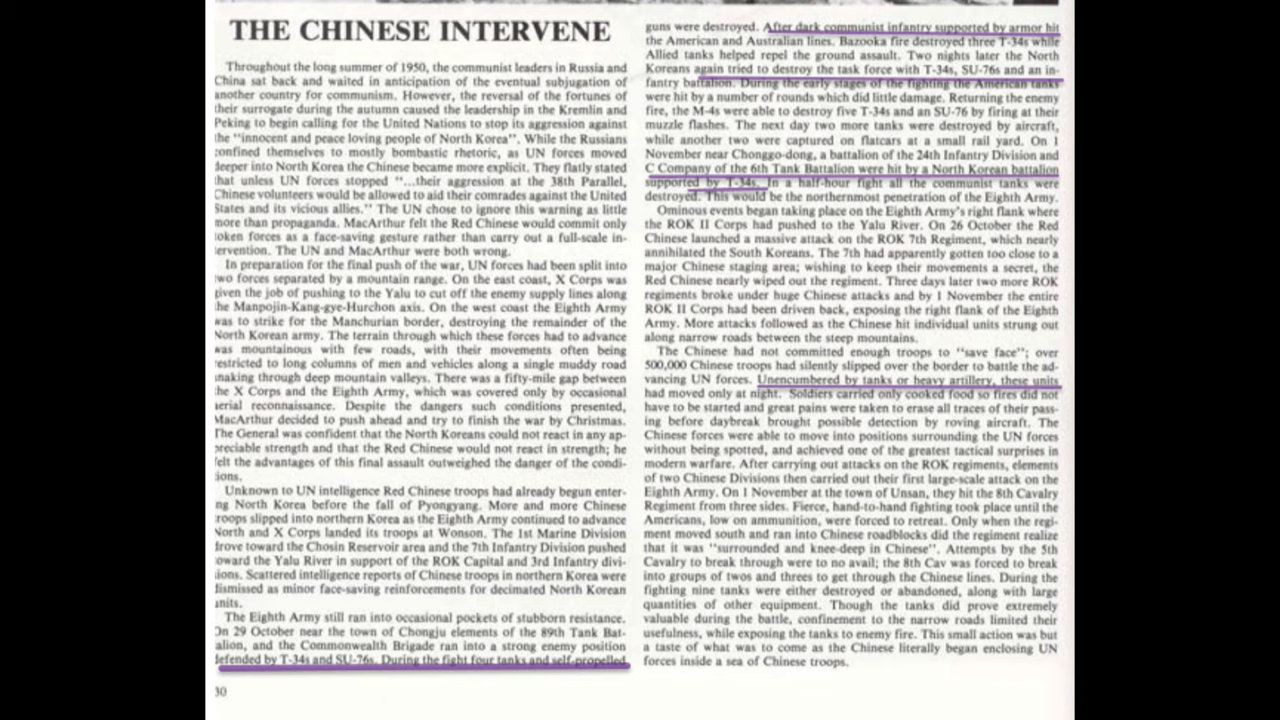 THE CHINESE INTERVENE
Throughout the long summer of 1950, the communist leaders in Russia and
China sat back and waited in anticipation of the eventual subjugation of
another country for communism. However, the reversal of the fortunes of
their surrogate during the autumn caused the leadership in the Kremlin and
Peking to begin calling for the United Nations to stop its aggression against
the "innocent and peace loving people of North Korea". While the Russians
confined themselves to mostly bombastic rhetoric, as UN forces moved
deeper into North Korea the Chinese became more explicit. They flatly stated
that unless UN forces stopped "...their aggression at the 38th Parallel,
Chinese volunteers would be allowed to aid their comrades against the United
States and its vicious allies." The UN chose to ignore this warning as little
more than propaganda. MacArthur felt the Red Chinese would commit only
token forces as a face-saving gesture rather than carry out a full-scale in-
tervention. The UN and MacArthur were both wrong.
In preparation for the final push of the war, UN forces had been split into
two forces separated by a mountain range. On the east coast, X Corps was
given the job of pushing to the Yalu to cut off the enemy supply lines along
the Manpojin-Kang-gye-Hurchon axis. On the west coast the Eighth Army
was to strike for the Manchurian border, destroying the remainder of the
North Korean army. The terrain through which these forces had to advance
was mountainous with few roads, with their movements often being
restricted to long columns of men and vehicles along a single muddy road
snaking through deep mountain valleys. There was a fifty-mile gap between
the X Corps and the Eighth Army, which was covered only by occasional
aerial reconnaissance. Despite the dangers such conditions presented,
MacArthur decided to push ahead and try to finish the war by Christmas.
The General was confident that the North Koreans could not react in any ap-
preciable strength and that the Red Chinese would not react in strength; he
felt the advantages of this final assault outweighed the danger of the condi-
tions.
Unknown to UN intelligence Red Chinese troops had already begun enter-
ing North Korea before the fall of Pyongyang. More and more Chinese
troops slipped into northern Korea as the Eighth Army continued to advance
North and X Corps landed its troops at Wonson. The 1st Marine Division
drove toward the Chosin Reservoir area and the 7th Infantry Division pushed
toward the Yalu River in support of the ROK Capital and 3rd Infantry divi-
sions. Scattered intelligence reports of Chinese troops in northern Korea were
dismissed as minor face-saving reinforcements for decimated North Korean
units.
The Eighth Army still ran into occasional pockets of stubborn resistance.
On 29 October near the town of Chongju elements of the 89th Tank Bat-
talion, and the Commonwealth Brigade ran into a strong enemy position
defended by T-34s and SU-76s. During the fight four tanks and self-propelled
30
guns were destroyed. After dark communist infantry supported by armor hit
the American and Australian lines. Bazooka fire destroyed three T-34s while
Allied tanks helped repel the ground assault. Two nights later the North
Koreans again tried to destroy the task force with T-34s, SU-76s and an in-
fantry battalion. During the early stages of the fighting the American tanks
were hit by a number of rounds which did little damage. Returning the enemy
fire, the M-4s were able to destroy five T-34s and an SU-76 by firing at their
muzzle flashes. The next day two more tanks were destroyed by aircraft,
while another two were captured on flatcars at a small rail yard. On 1
November near Chonggo-dong, a battalion of the 24th Infantry Division and
C Company of the 6th Tank Battalion were hit by a North Korean battalion
supported by T-34s. In a half-hour fight all the communist tanks were
destroyed. This would be the northernmost penetration of the Eighth Army.
Ominous events began taking place on the Eighth Army's right flank where
the ROK II Corps had pushed to the Yalu River. On 26 October the Red
Chinese launched a massive attack on the ROK 7th Regiment, which nearly
annihilated the South Koreans. The 7th had apparently gotten too close to a
major Chinese staging area; wishing to keep their movements a secret, the
Red Chinese nearly wiped out the regiment. Three days later two more ROK
regiments broke under huge Chinese attacks and by 1 November the entire
ROK II Corps had been driven back, exposing the right flank of the Eighth
Army. More attacks followed as the Chinese hit individual units strung out
along narrow roads between the steep mountains.
The Chinese had not committed enough troops to "save face"; over
500,000 Chinese troops had silently slipped over the border to battle the ad-
vancing UN forces. Unencumbered by tanks or heavy artillery, these units
had moved only at night. Soldiers carried only cooked food so fires did not
have to be started and great pains were taken to erase all traces of their pass-
ing before daybreak brought possible detection by roving aircraft. The
Chinese forces were able to move into positions surrounding the UN forces
without being spotted, and achieved one of the greatest tactical surprises in
modern warfare. After carrying out attacks on the ROK regiments, elements
of two Chinese Divisions then carried out their first large-scale attack on the
Eighth Army. On 1 November at the town of Unsan, they hit the 8th Cavalry
Regiment from three sides. Fierce, hand-to-hand fighting took place until the
Americans, low on ammunition, were forced to retreat. Only when the regi-
ment moved south and ran into Chinese roadblocks did the regiment realize
that it was "surrounded and knee-deep in Chinese". Attempts by the 5th
Cavalry to break through were to no avail; the 8th Cav was forced to break
into groups of twos and threes to get through the Chinese lines. During the
fighting nine tanks were either destroyed or abandoned, along with large
quantities of other equipment. Though the tanks did prove extremely
valuable during the battle, confinement to the narrow roads limited their
usefulness, while exposing the tanks to enemy fire. This small action was but
a taste of what was to come as the Chinese literally began enclosing UN
forces inside a sea of Chinese troops.